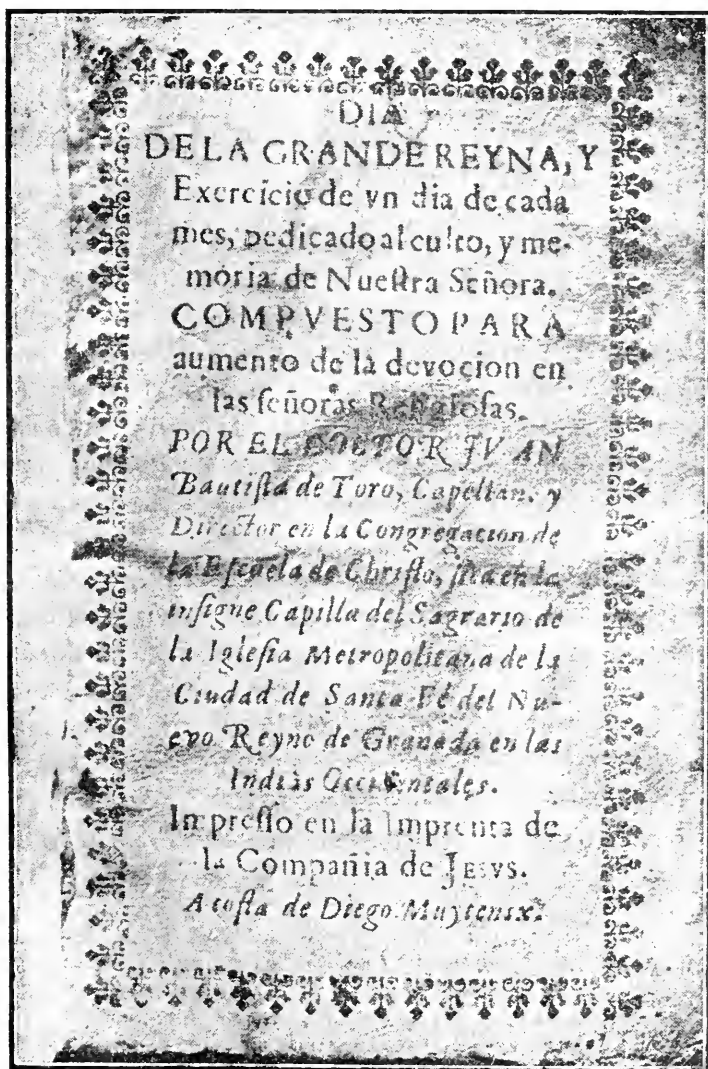 DIA
DE LA GRANDE REYNA, Y
Exercicio de vn dia de cada
mes, dedicado al culto, y me-
moria de Nueſtra Señora.
COMPVESTO PARA
aumento de la devocion en
las ſeñoras Religioſas.
POR EL DOCTOR JVAN
Bautiſta de Toro, Capellan, y
Director en la Congregacion de
la Eſcuela de Chriſto, ſita en la
inſigne Capilla del Sagrario de
la Igleſia Metropolitana de la
Ciudad de Santa Fè del Nu-
evo Reyno de Granada en las
Indias Occidentales.
Impreſſo en la Imprenta de
la Compañia de JESVS.
A coſta de Diego Muytenix.